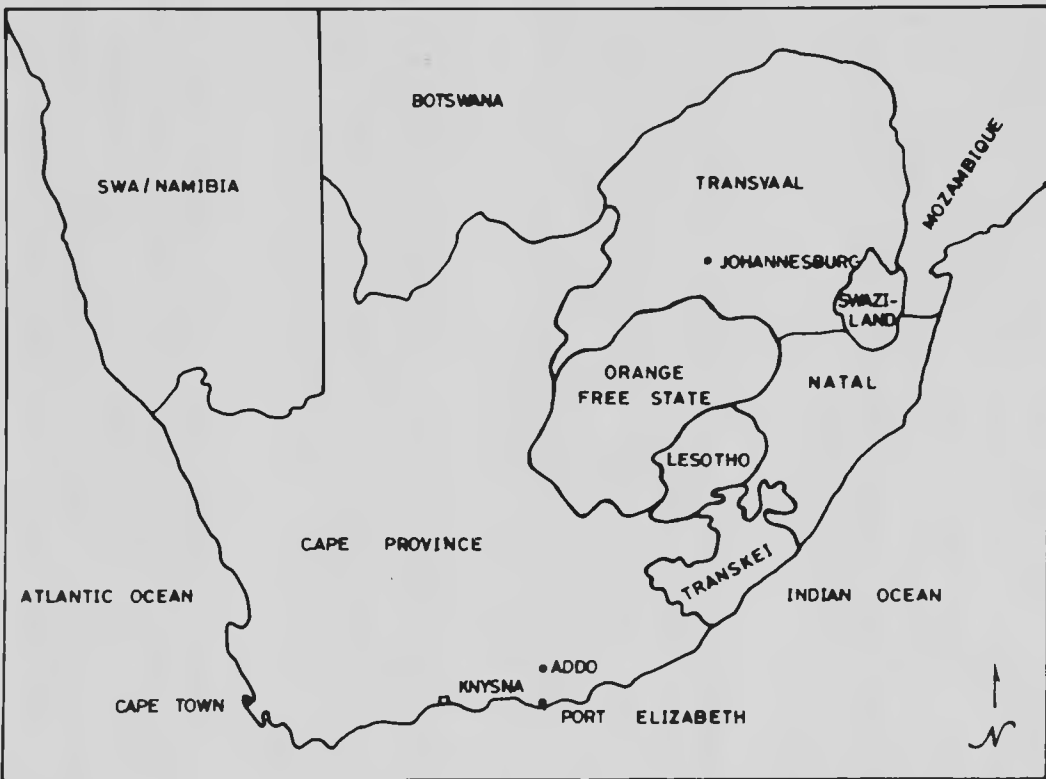 BOTSWANA
SWA/NAMIBIA
TRANSVAAL
MOZAMBIQUE
JOHANNESBURG
SWAZI-
LAND
ORANGE
FREE STATE
NATAL
LESOTHO
CAPE PROVINCE
TRANSKEI
ATLANTIC OCEAN
INDIAN OCEAN
ADDO
KNYSNA
CAPE TOWN
PORT ELIZABETH
N